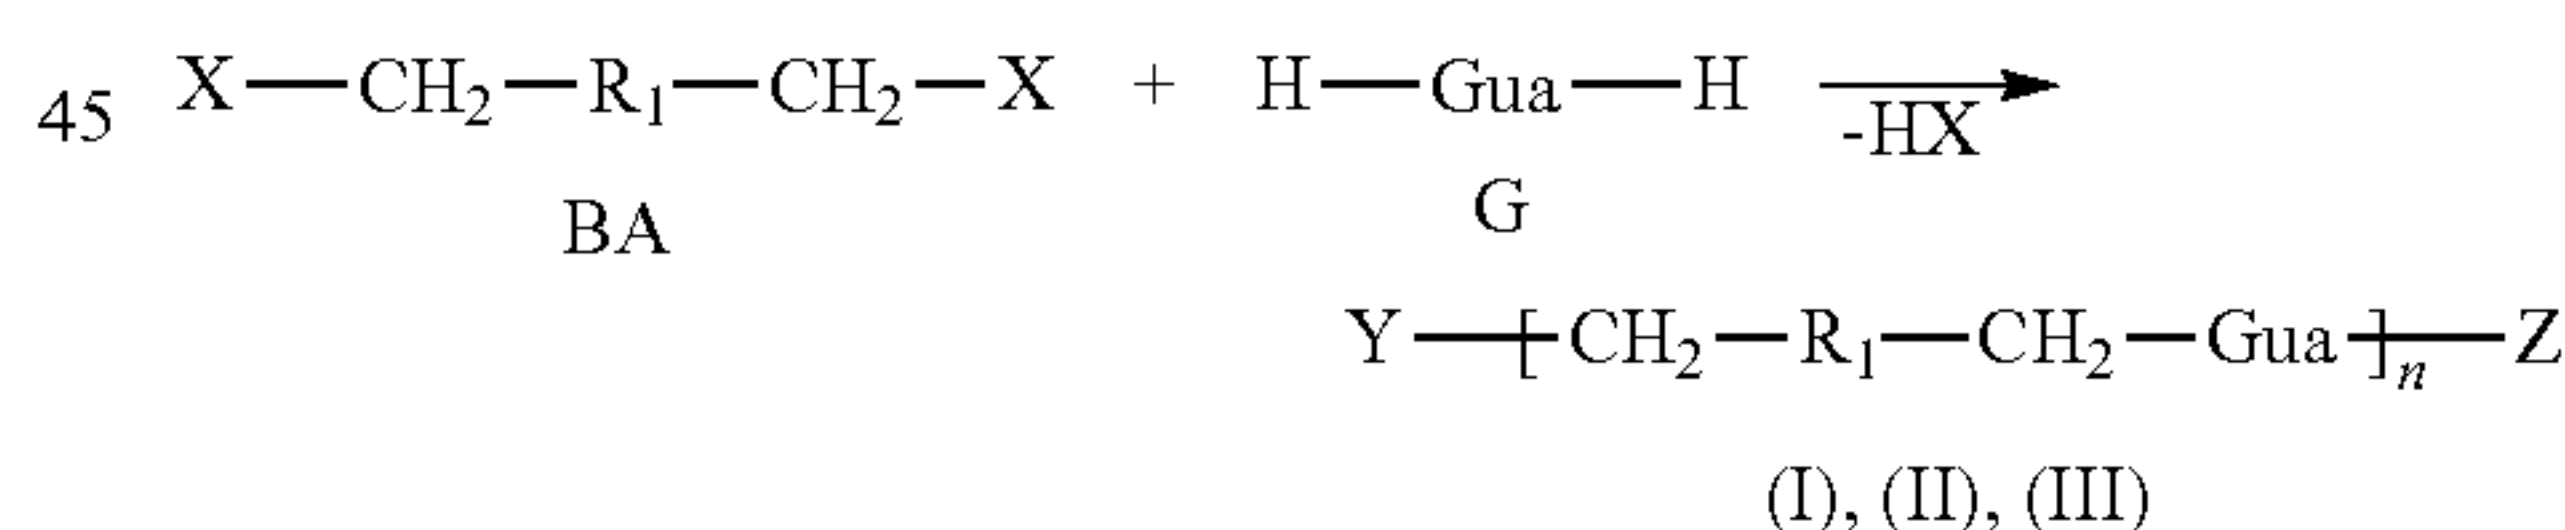 45 X—CH₂—R₁—CH₂—X + H—Gua—H
-HX
BA G
Y—[CH₂—R₁—CH₂—Gua]ₙ—Z
(I), (II), (III)